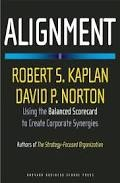 ALIGNMENT
ROBERT S. KAPLAN
DAVID P. NORTON
Using the Balanced Scorecard
to Create Corporate Synergies
Authors of The Strategy-Focused Organization
HARVARD BUSINESS SCHOOL PRESS